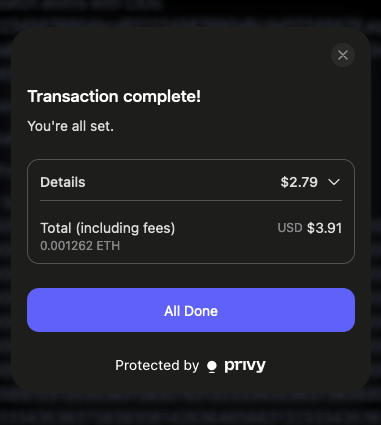 Transaction complete!
You're all set.
Details $2.79
Total (including fees) USD $3.91
0.001262 ETH
All Done
Protected by privy